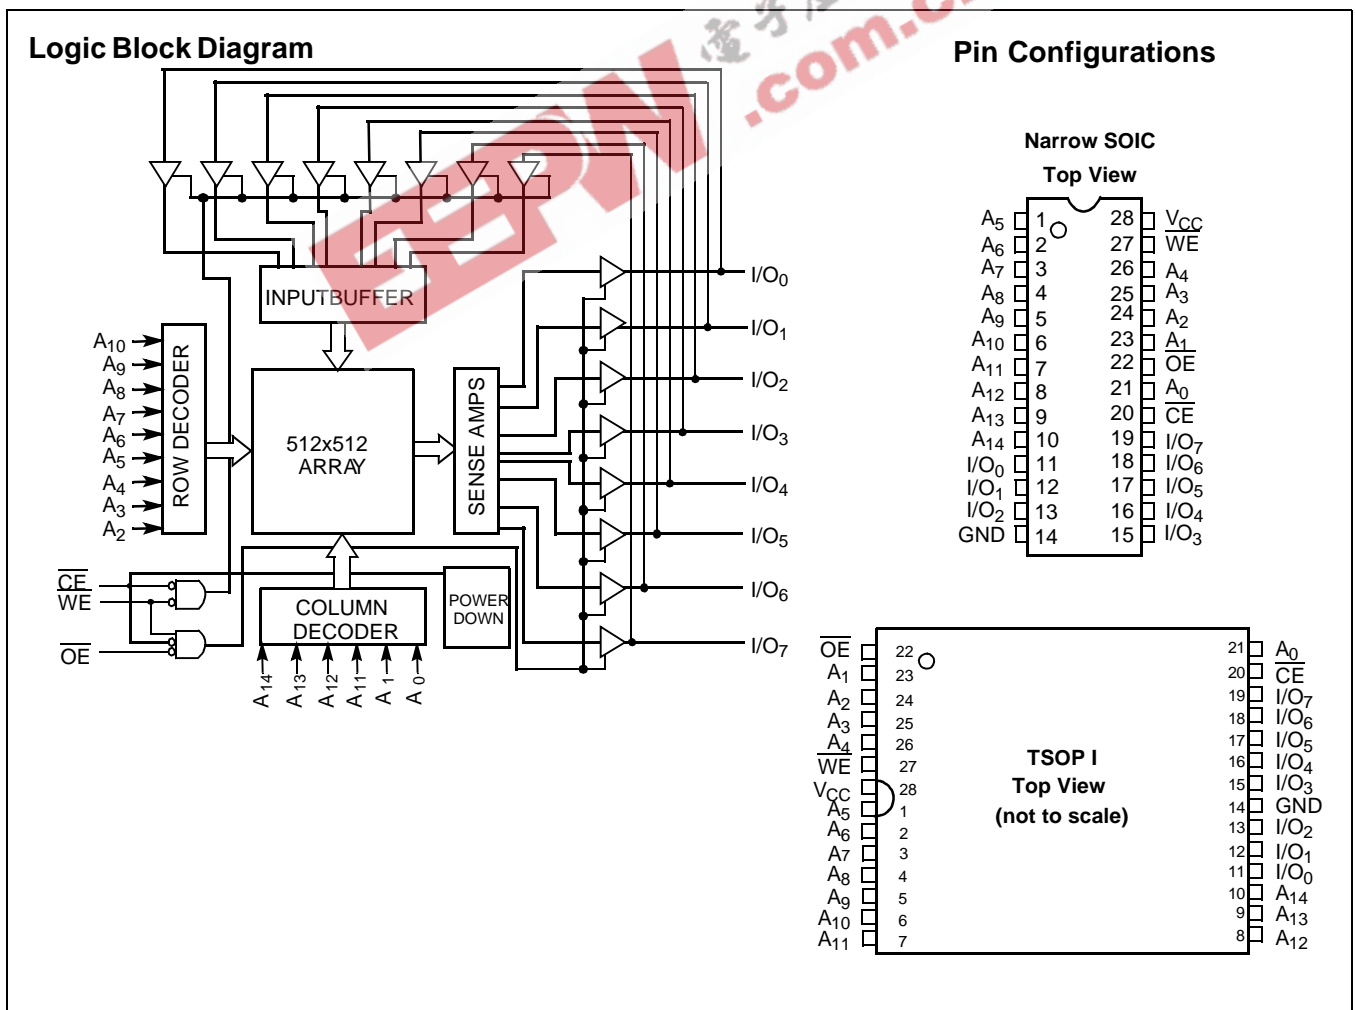 Logic Block Diagram
Pin Configurations
電子
.com.c
EEPW
INPUTBUFFER
ROW DECODER
A10
A9
A8
A7
A6
A5
A4
A3
A2
512x512
ARRAY
SENSE AMPS
I/O0
I/O1
I/O2
I/O3
I/O4
I/O5
I/O6
I/O7
CE
WE
OE
COLUMN
DECODER
POWER
DOWN
A14
A13
A12
A11
A1
A0
Narrow SOIC
Top View
A5 1 28 VCC
A6 2 27 WE
A7 3 26 A4
A8 4 25 A3
A9 5 24 A2
A10 6 23 A1
A11 7 22 OE
A12 8 21 A0
A13 9 20 CE
A14 10 19 I/O7
I/O0 11 18 I/O6
I/O1 12 17 I/O5
I/O2 13 16 I/O4
GND 14 15 I/O3
TSOP I
Top View
(not to scale)
OE 22 21 A0
A1 23 20 CE
A2 24 19 I/O7
A3 25 18 I/O6
A4 26 17 I/O5
WE 27 16 I/O4
VCC 28 15 I/O3
A5 1 14 GND
A6 2 13 I/O2
A7 3 12 I/O1
A8 4 11 I/O0
A9 5 10 A14
A10 6 9 A13
A11 7 8 A12